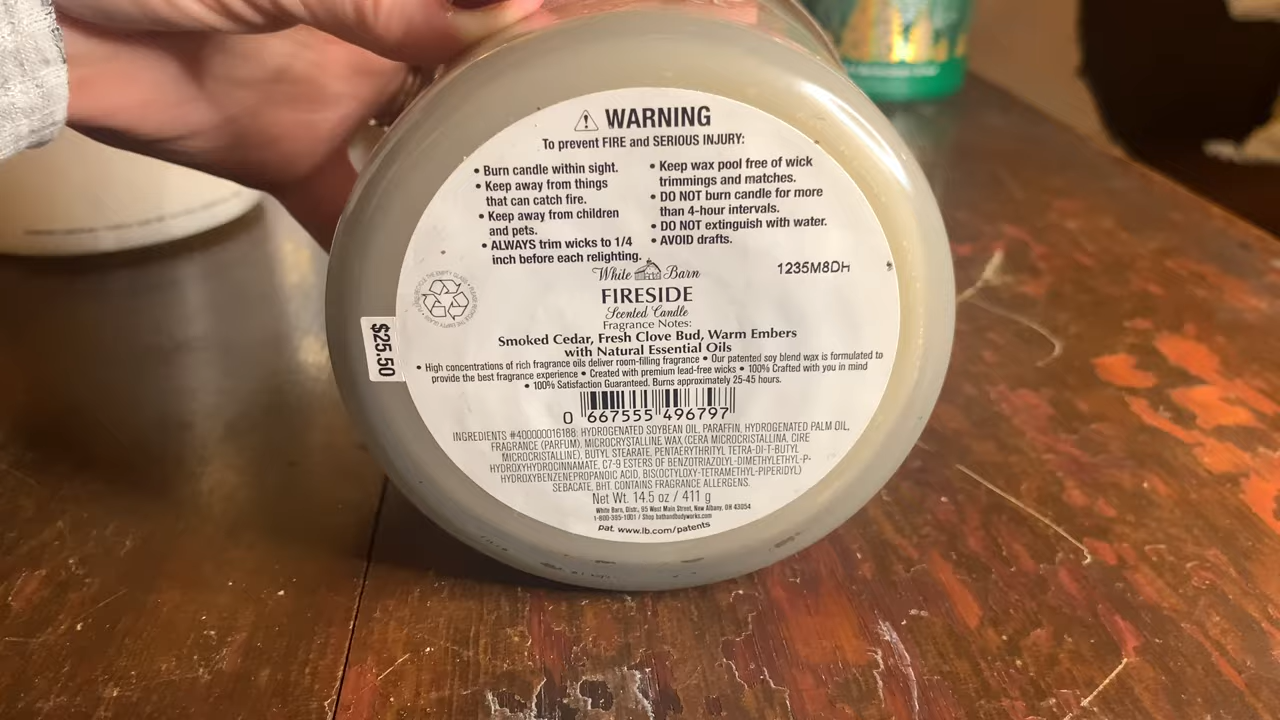 WARNING
To prevent FIRE and SERIOUS INJURY:
• Burn candle within sight.
• Keep away from things
that can catch fire.
• Keep away from children
and pets.
• ALWAYS trim wicks to 1/4
inch before each relighting.
• Keep wax pool free of wick
trimmings and matches.
• DO NOT burn candle for more
than 4-hour intervals.
• DO NOT extinguish with water.
• AVOID drafts.
1235M8DH
White Barn
FIRESIDE
Scented Candle
Fragrance Notes:
Smoked Cedar, Fresh Clove Bud, Warm Embers
with Natural Essential Oils
• High concentrations of rich fragrance oils deliver room-filling fragrance • Our patented soy blend wax is formulated to
provide the best fragrance experience • Created with premium lead-free wicks • 100% Crafted with you in mind
• 100% Satisfaction Guaranteed. Burns approximately 25-45 hours.
$25.50
0 667555 496797
INGREDIENTS #400000016188: HYDROGENATED SOYBEAN OIL, PARAFFIN, HYDROGENATED PALM OIL,
FRAGRANCE (PARFUM), MICROCRYSTALLINE WAX (CERA MICROCRISTALLINA, CIRE
MICROCRISTALLINE), BUTYL STEARATE, PENTAERYTHRITYL TETRA-DI-T-BUTYL
HYDROXYHYDROCINNAMATE, C7-9 ESTERS OF BENZOTRIAZOLYL-DIMETHYLETHYL-P-
HYDROXYBENZENEPROPANOIC ACID, BIS(OCTYLOXY-TETRAMETHYL-PIPERIDYL)
SEBACATE, BHT. CONTAINS FRAGRANCE ALLERGENS.
Net Wt. 14.5 oz / 411 g
White Barn, Distr., 95 West Main Street, New Albany, OH 43054
1-800-395-1001 / Shop bathandbodyworks.com
pat. www.lb.com/patents